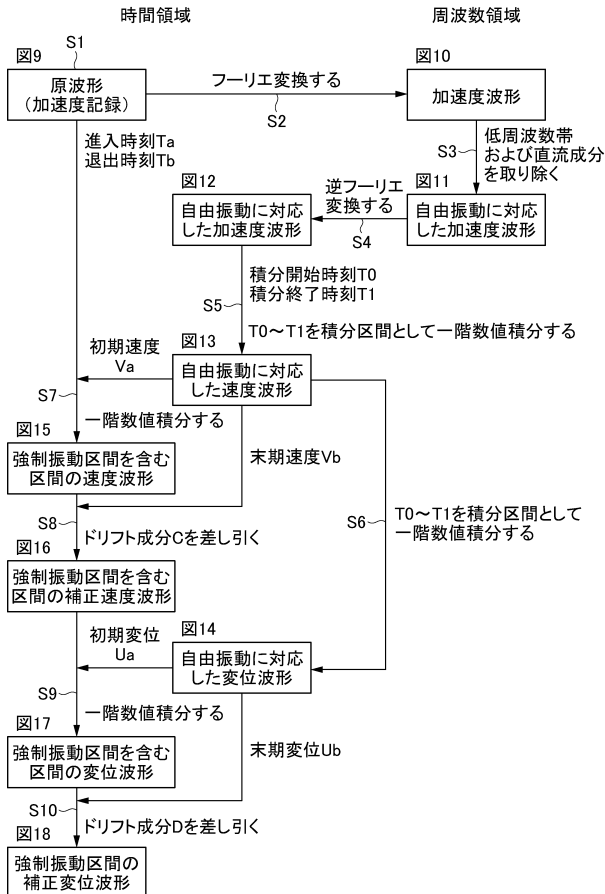 時間領域
周波数領域
S1
図9
原波形
(加速度記録)
フーリエ変換する
S2
図10
加速度波形
進入時刻Ta
退出時刻Tb
S3
低周波数帯
および直流成分
を取り除く
図11
自由振動に対応
した加速度波形
逆フーリエ
変換する
S4
図12
自由振動に対応
した加速度波形
積分開始時刻T0
積分終了時刻T1
S5
T0～T1を積分区間として一階数値積分する
図13
自由振動に対応
した速度波形
初期速度
Va
S7
一階数値積分する
図15
強制振動区間を含む
区間の速度波形
末期速度Vb
S6
T0～T1を積分区間として
一階数値積分する
S8
ドリフト成分Cを差し引く
図16
強制振動区間を含む
区間の補正速度波形
図14
自由振動に対応
した変位波形
初期変位
Ua
S9
一階数値積分する
図17
強制振動区間を含む
区間の変位波形
末期変位Ub
S10
ドリフト成分Dを差し引く
図18
強制振動区間の
補正変位波形